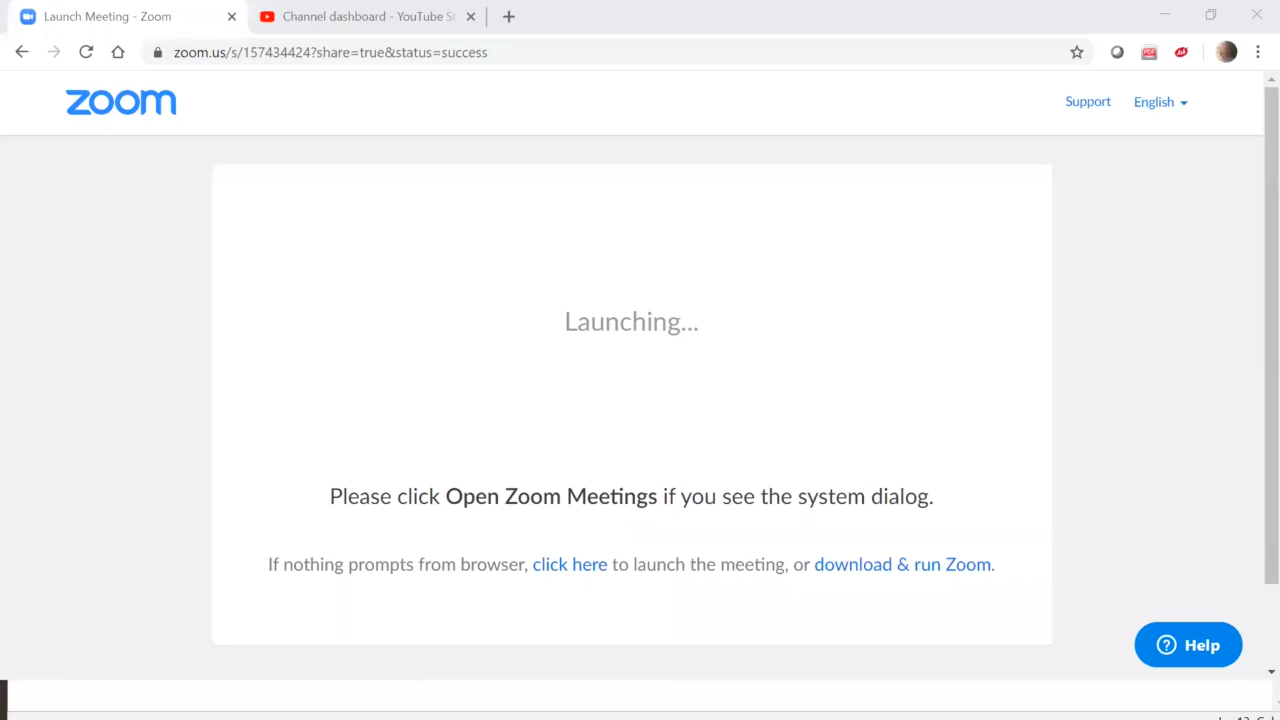 Launch Meeting - Zoom
Channel dashboard - YouTube
zoom.us/s/157434424?share=true&status=success
PDF
zoom
Support
English
Launching...
Please click Open Zoom Meetings if you see the system dialog.
If nothing prompts from browser, click here to launch the meeting, or download & run Zoom.
? Help